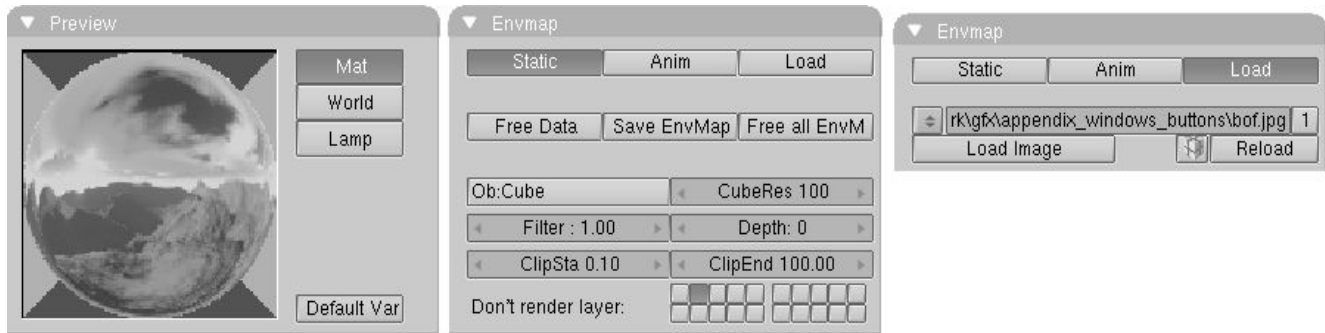 Preview
Mat
World
Lamp
Default Var
Envmap
Static Anim Load
Free Data Save EnvMap Free all EnvM
Ob:Cube CubeRes 100
Filter : 1.00 Depth: 0
ClipSta 0.10 ClipEnd 100.00
Don't render layer:
Envmap
Static Anim Load
rk\gfx\appendix_windows_buttons\bof.jpg 1
Load Image Reload